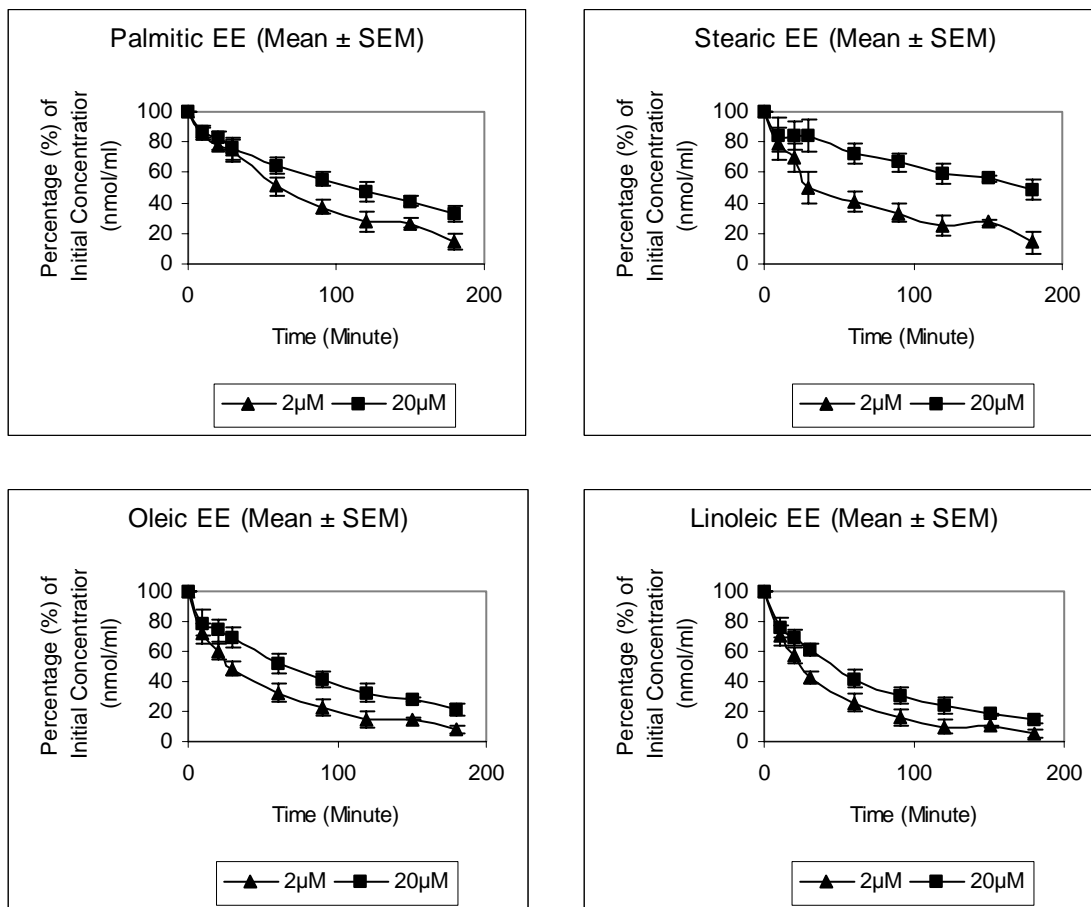 Palmitic EE (Mean ± SEM)
Percentage (%) of
Initial Concentration
(nmol/ml)
100
80
60
40
20
0
0 100 200
Time (Minute)
2µM 20µM
Stearic EE (Mean ± SEM)
Percentage (%) of
Initial Concentration
(nmol/ml)
100
80
60
40
20
0
0 100 200
Time (Minute)
2µM 20µM
Oleic EE (Mean ± SEM)
Percentage (%) of
Initial Concentration
(nmol/ml)
100
80
60
40
20
0
0 100 200
Time (Minute)
2µM 20µM
Linoleic EE (Mean ± SEM)
Percentage (%) of
Initial Concentration
(nmol/ml)
100
80
60
40
20
0
0 100 200
Time (Minute)
2µM 20µM